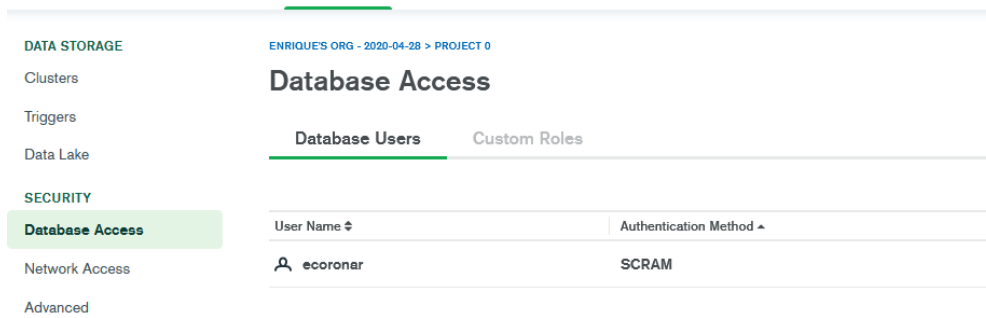 DATA STORAGE
Clusters
Triggers
Data Lake
SECURITY
Database Access
Network Access
Advanced
ENRIQUE'S ORG - 2020-04-28 > PROJECT 0
Database Access
Database Users Custom Roles
User Name Authentication Method
ecoronar SCRAM